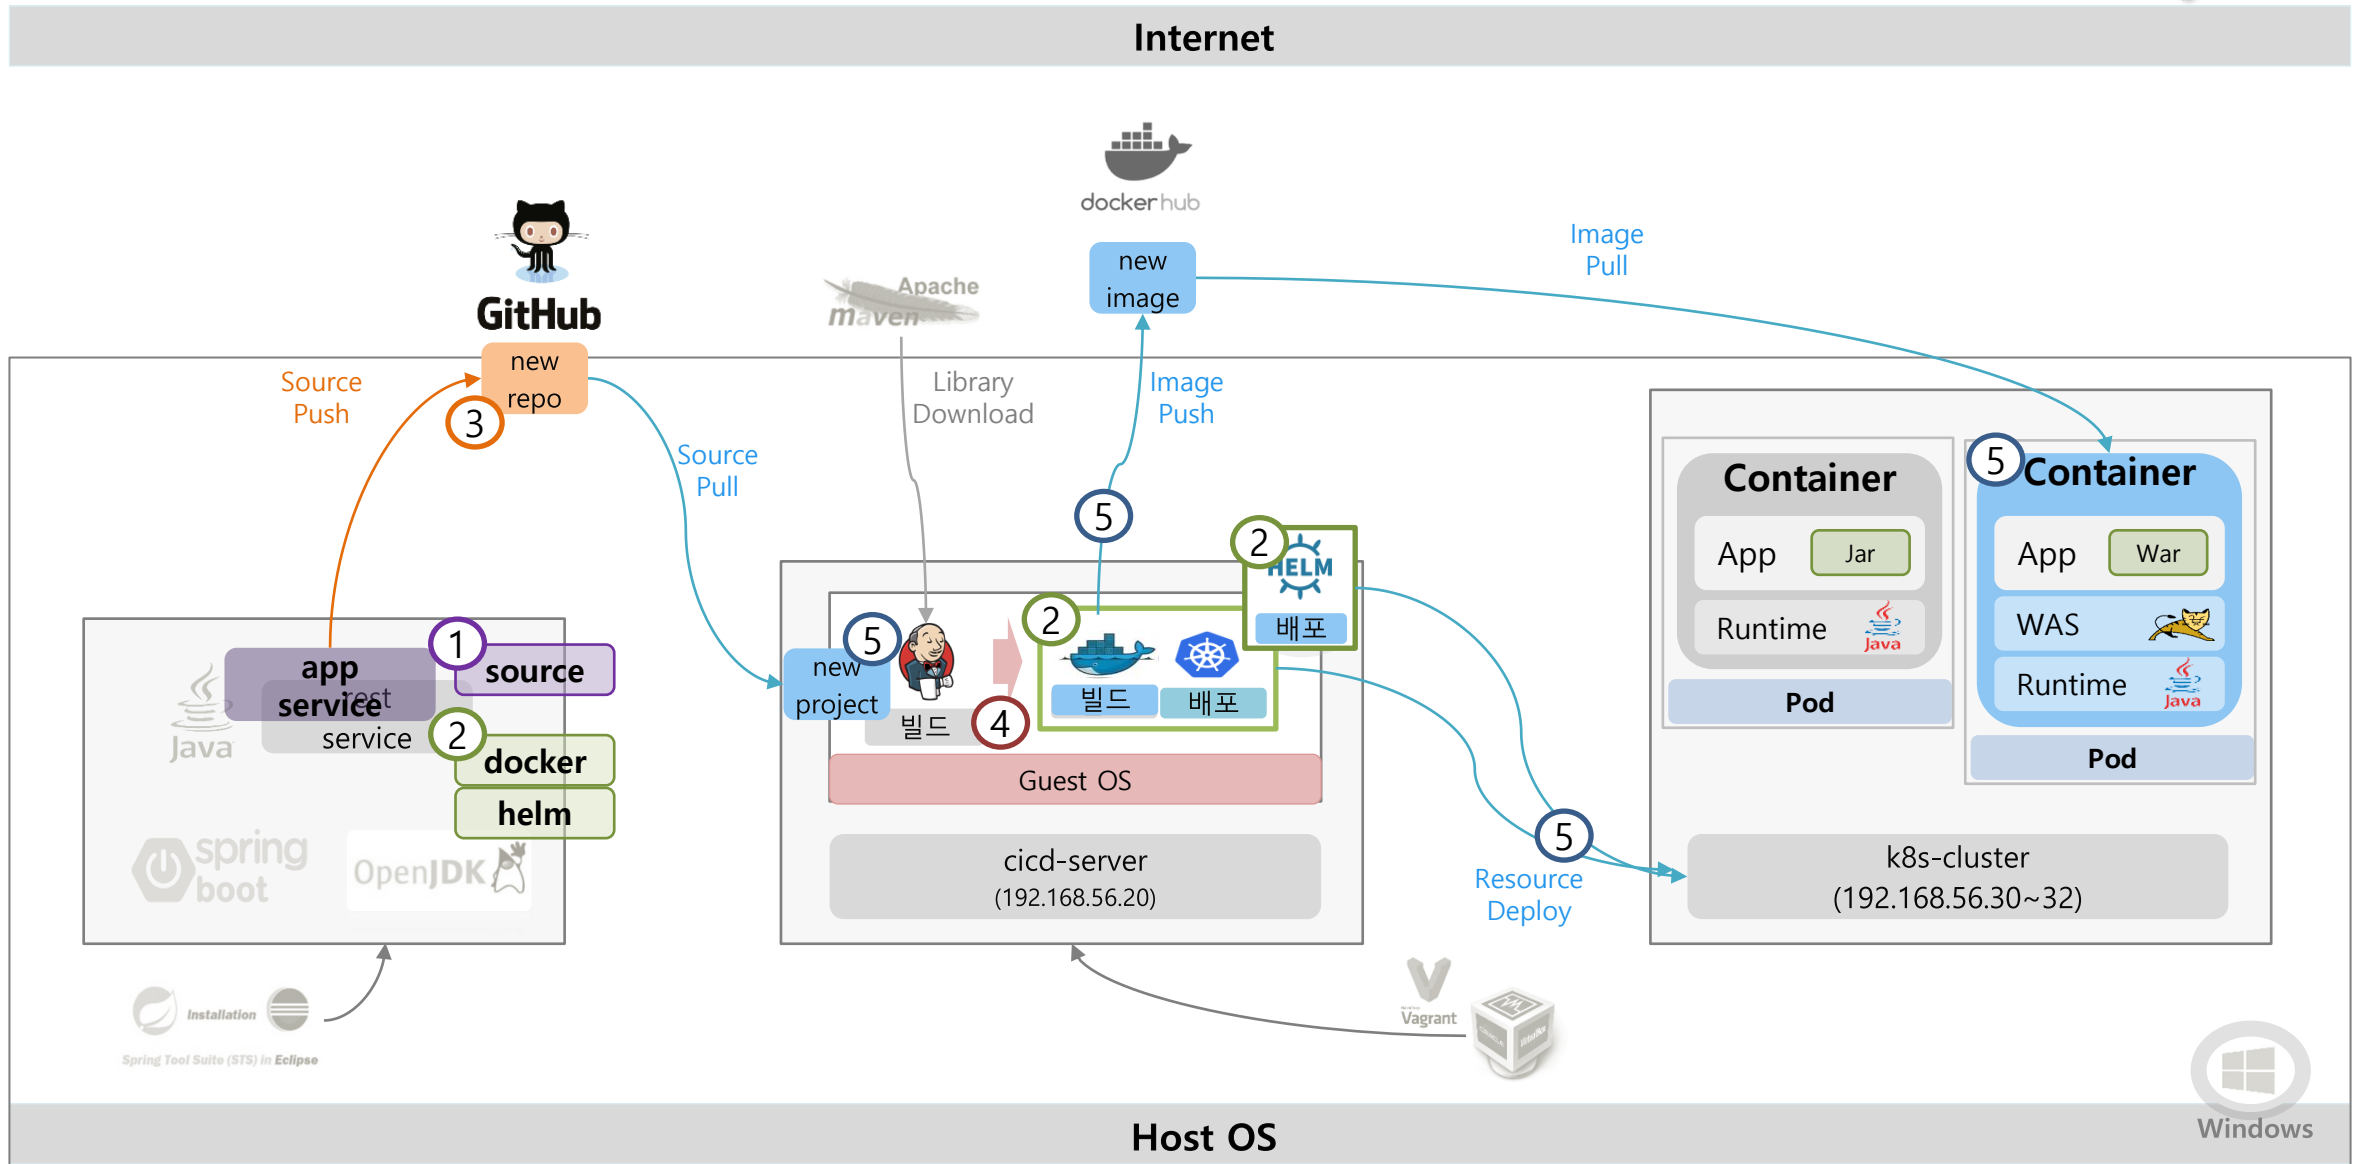 Internet
docker hub
new
image
Image
Pull
GitHub
new
repo
3
Source
Push
Source
Pull
Apache
maven
Library
Download
Image
Push
5
1
app
service
source
rest
service
2
docker
helm
Java
spring
boot
OpenJDK
Installation
Spring Tool Suite (STS) in Eclipse
5
new
project
빌드
4
2
빌드
배포
2
HELM
배포
Guest OS
cicd-server
(192.168.56.20)
5
Resource
Deploy
Vagrant
Container
App
Jar
Runtime
Java
Pod
5
Container
App
War
WAS
Runtime
Java
Pod
k8s-cluster
(192.168.56.30~32)
Windows
Host OS